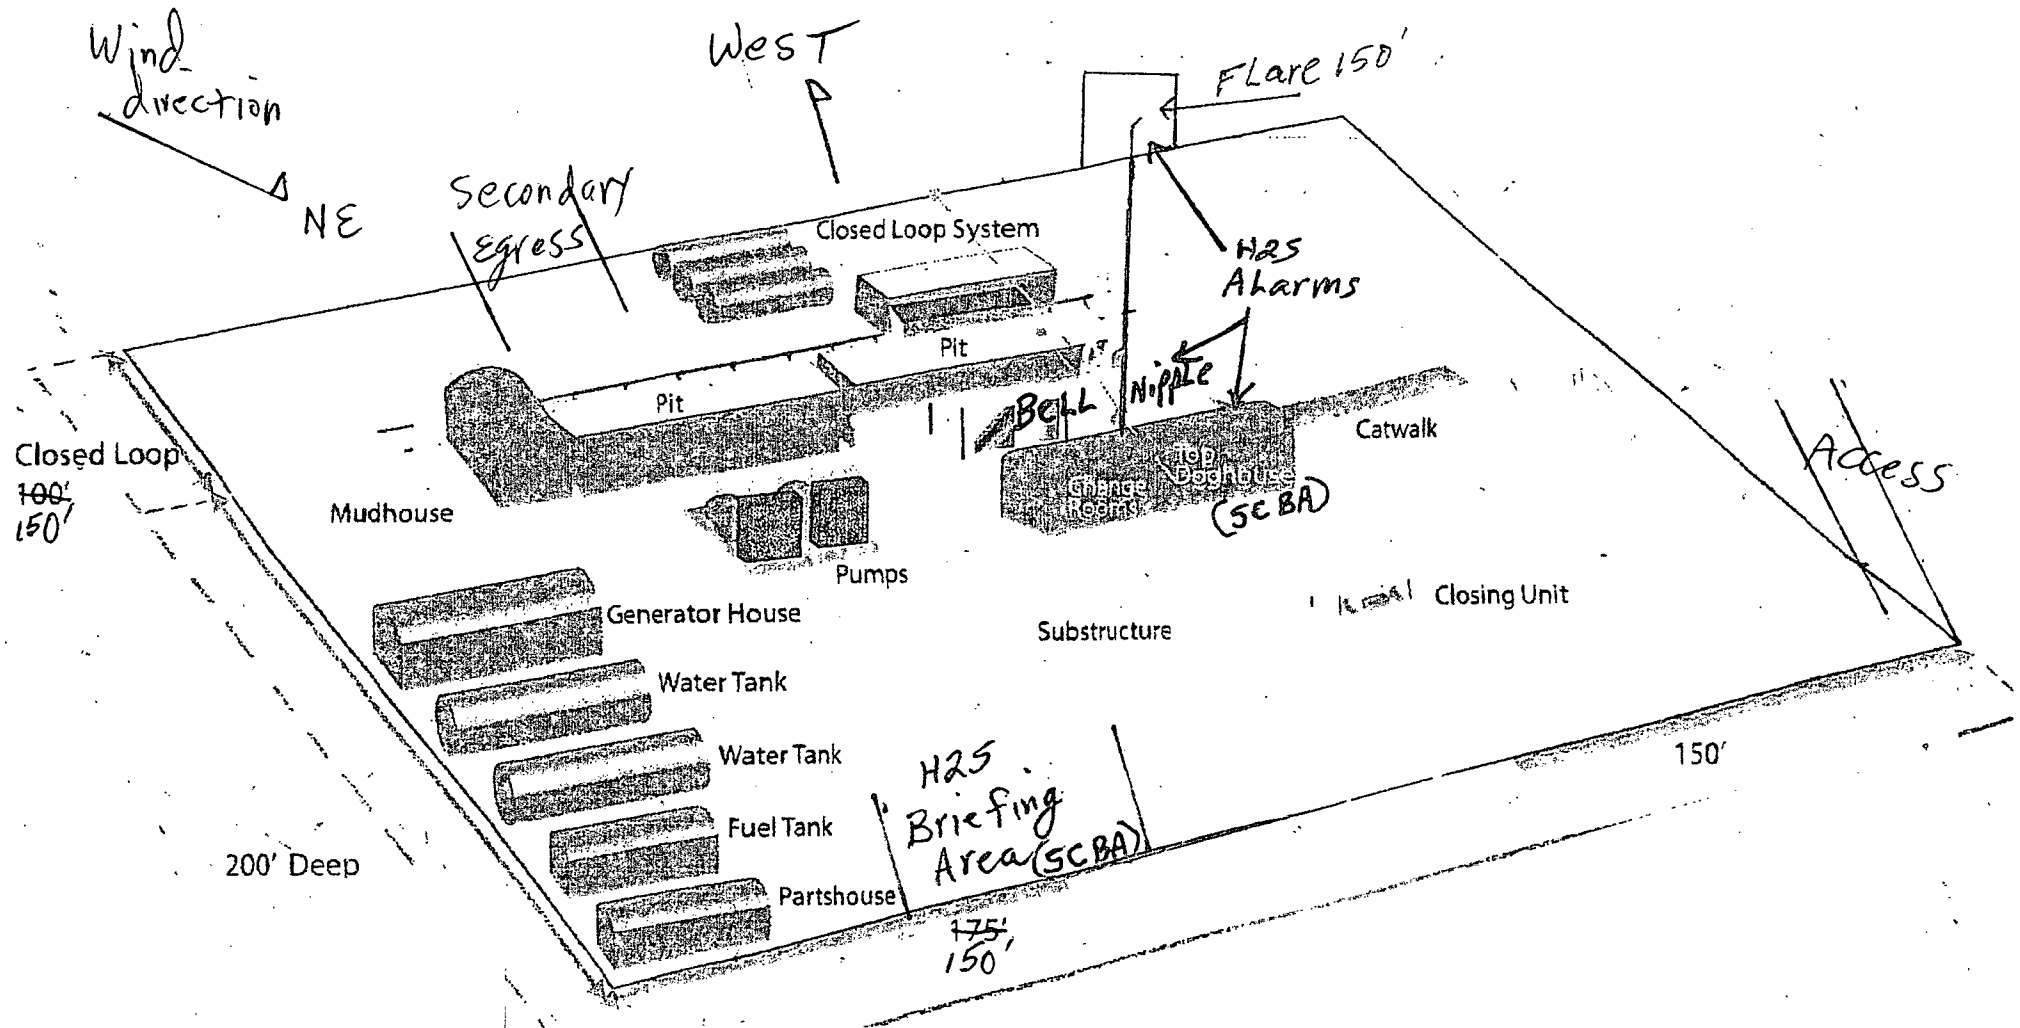 Wind
direction
NE
West
Flare 150'
Secondary
Egress
Closed Loop System
H2S
Alarms
Pit
Pit
Bell Nipple
Catwalk
Access
Closed Loop
100'
150'
Mudhouse
Top
Doghouse
Change
Rooms
(SCBA)
Pumps
Generator House
Closing Unit
Substructure
Water Tank
Water Tank
H2S
Briefing
Area (SCBA)
150'
Fuel Tank
200' Deep
Partshouse
175'
150'